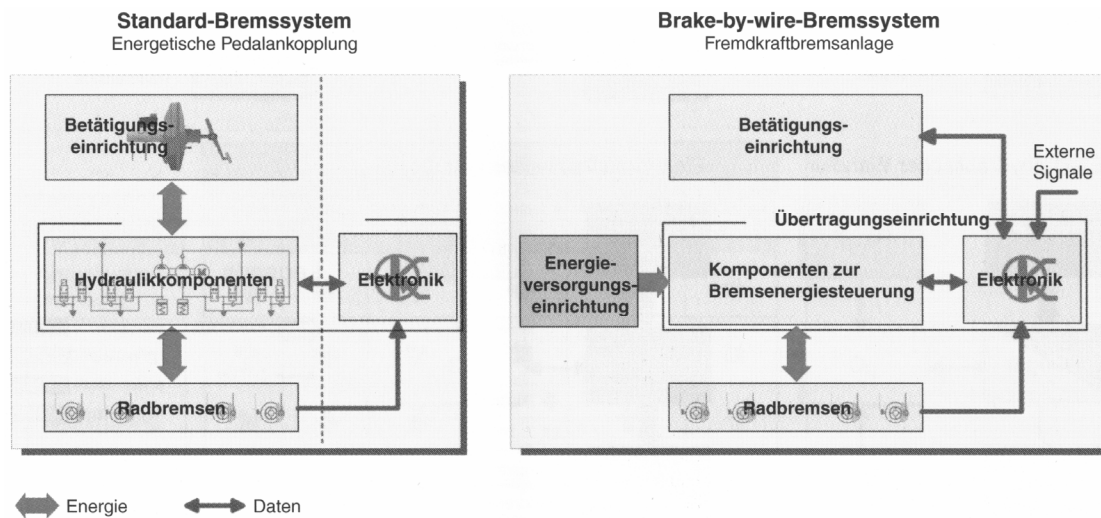 Standard-Bremssystem
Energetische Pedalankopplung
Betätigungs-
einrichtung
Hydraulikkomponenten
Elektronik
Radbremsen
Brake-by-wire-Bremssystem
Fremdkraftbremsanlage
Betätigungs-
einrichtung
Externe
Signale
Übertragungseinrichtung
Energie-
versorgungs-
einrichtung
Komponenten zur
Bremsenergiesteuerung
Elektronik
Radbremsen
Energie
Daten